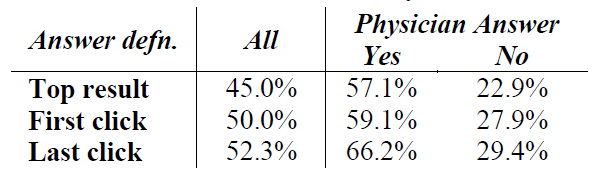 Physician Answer
Answer defn. All Yes No
Top result 45.0% 57.1% 22.9%
First click 50.0% 59.1% 27.9%
Last click 52.3% 66.2% 29.4%